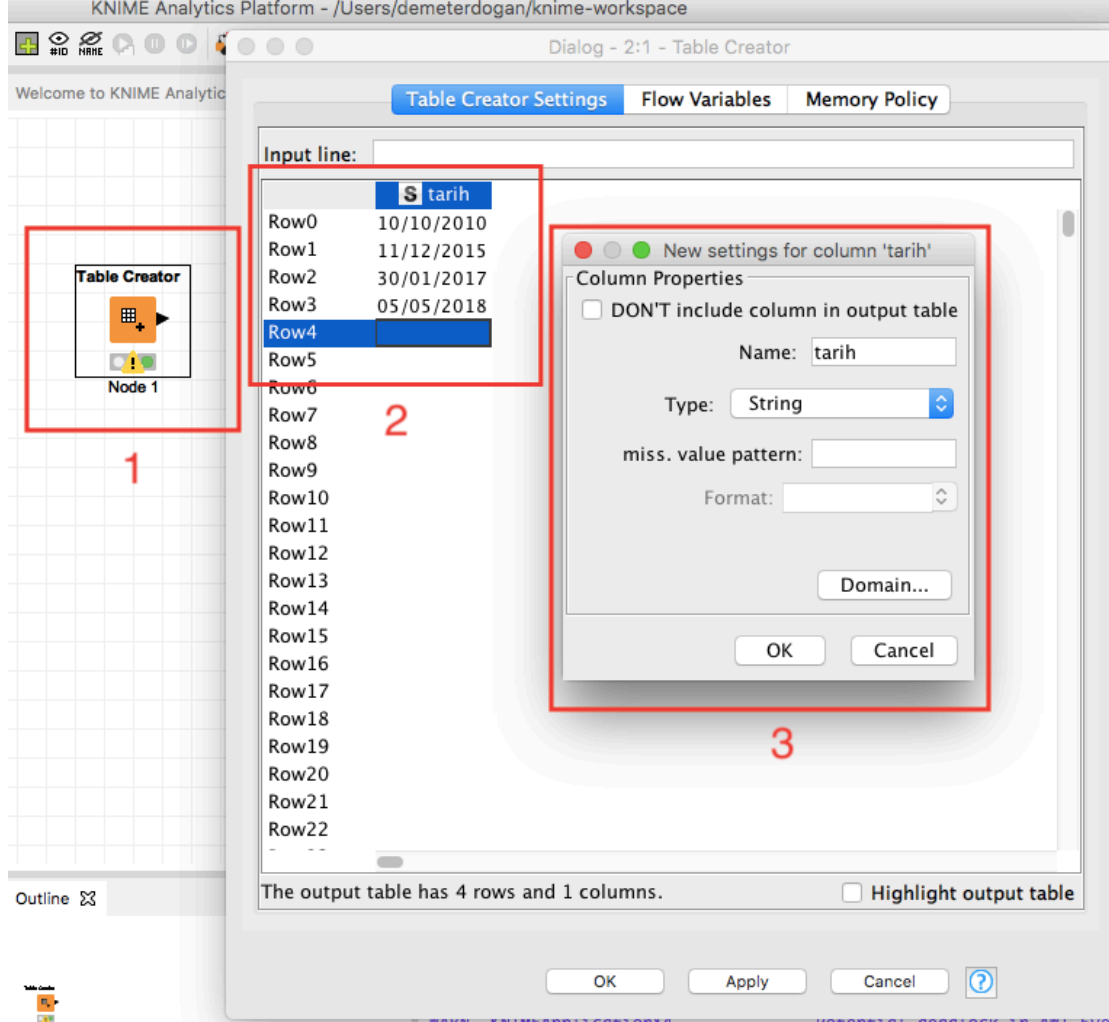 KNIME Analytics Platform - /Users/demeterdogan/knime-workspace
#ID NAME
Dialog - 2:1 - Table Creator
Welcome to KNIME Analytic
Table Creator Settings Flow Variables Memory Policy
Input line:
S tarih
Row0 10/10/2010
Row1 11/12/2015
Row2 30/01/2017
Row3 05/05/2018
Row4
Row5
Row6
Row7
Row8
Row9
Row10
Row11
Row12
Row13
Row14
Row15
Row16
Row17
Row18
Row19
Row20
Row21
Row22
Table Creator
Node 1
1
2
New settings for column 'tarih'
Column Properties
DON'T include column in output table
Name: tarih
Type: String
miss. value pattern:
Format:
Domain...
OK Cancel
3
The output table has 4 rows and 1 columns.
Highlight output table
Outline
OK Apply Cancel ?